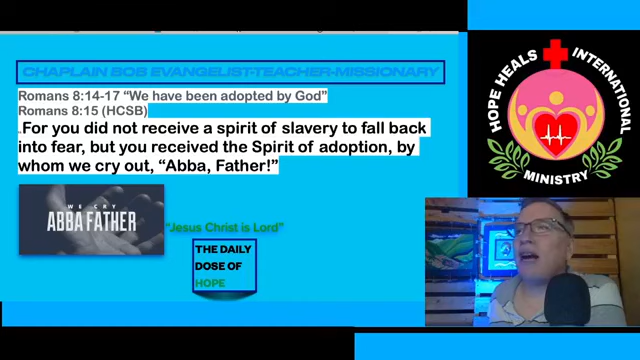 CHAPLAIN BOB EVANGELIST-TEACHER-MISSIONARY
Romans 8:14-17 “We have been adopted by God”
Romans 8:15 (HCSB)
For you did not receive a spirit of slavery to fall back
into fear, but you received the Spirit of adoption, by
whom we cry out, “Abba, Father!”
WE CRY
ABBA FATHER
“Jesus Christ is Lord”
THE DAILY
DOSE OF
HOPE
HOPE HEALS INTERNATIONAL
MINISTRY